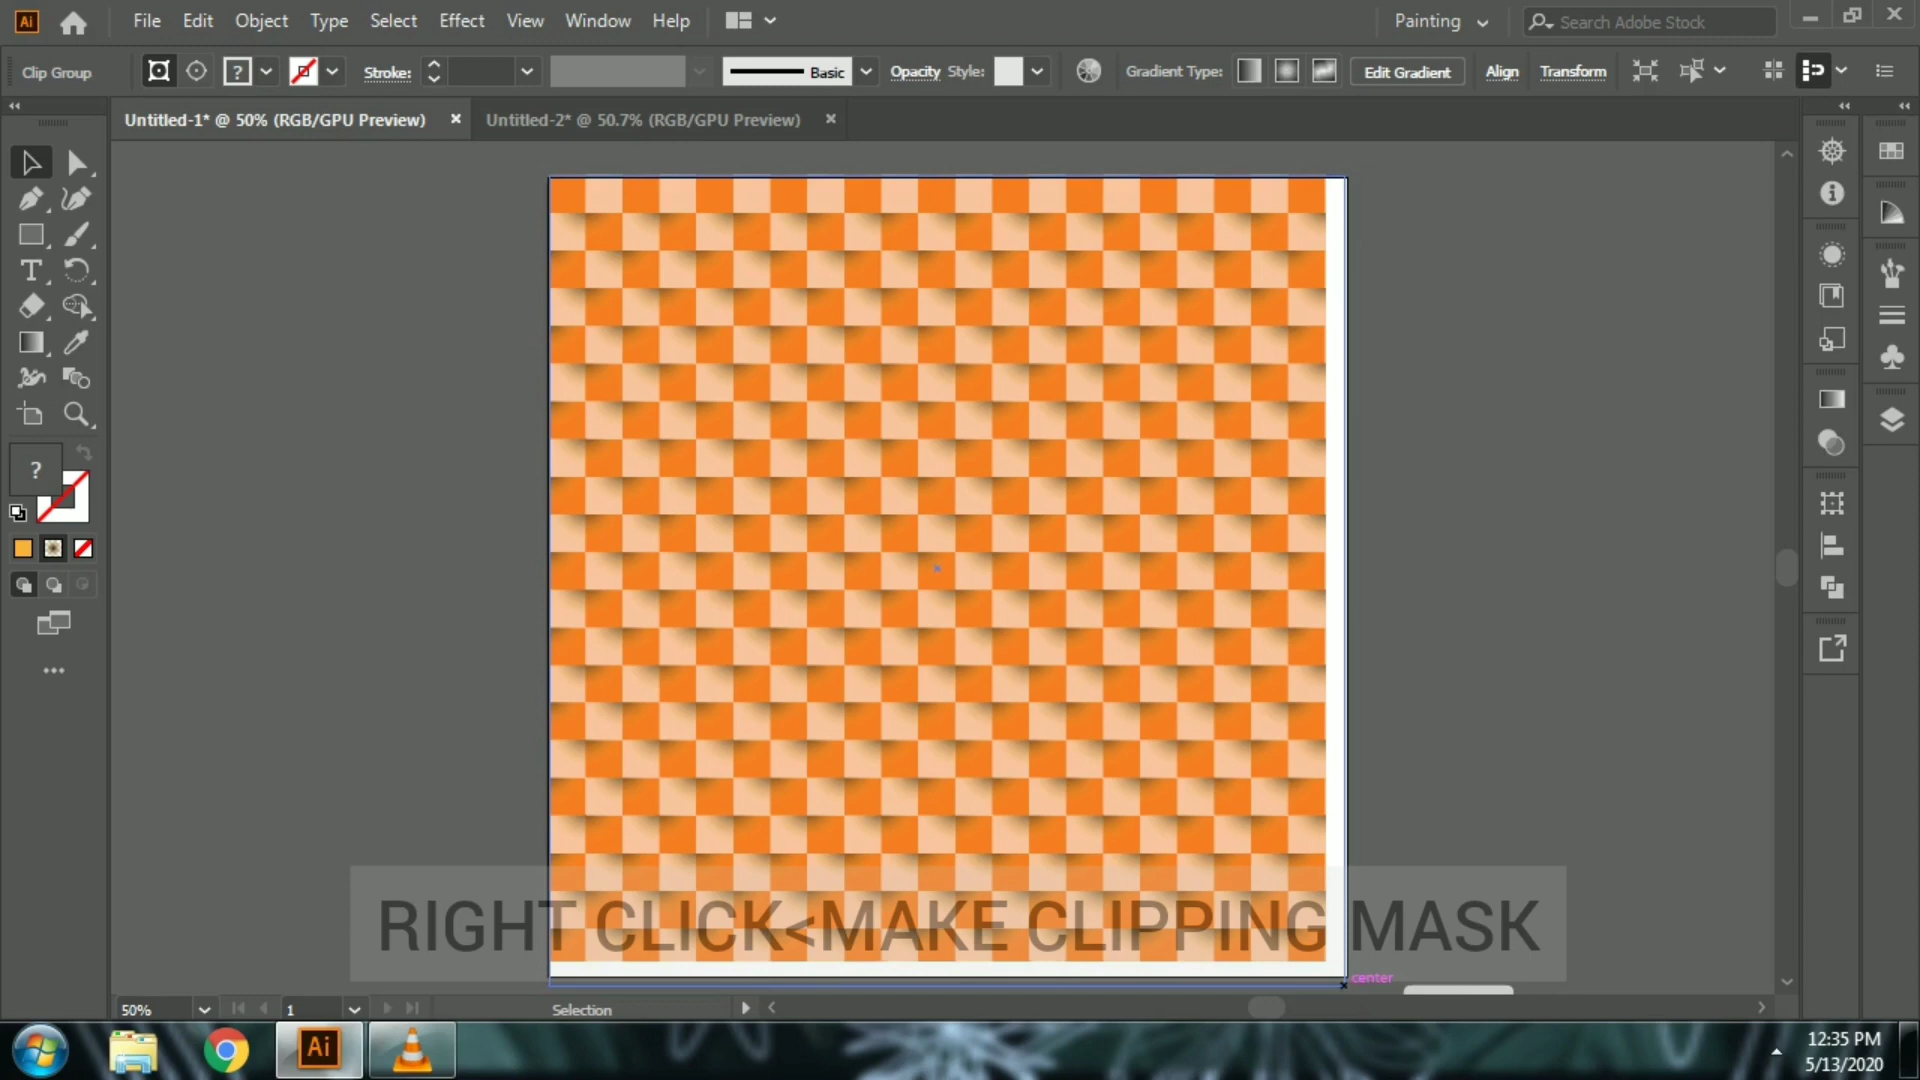 Ai File Edit Object Type Select Effect View Window Help Painting Search Adobe Stock
Clip Group ? Stroke: Basic Opacity Style: Gradient Type: Edit Gradient Align Transform
Untitled-1* @ 50% (RGB/GPU Preview) × Untitled-2* @ 50.7% (RGB/GPU Preview) ×
?
RIGHT CLICK<MAKE CLIPPING MASK
center
50% 1 Selection
Ai
12:35 PM
5/13/2020